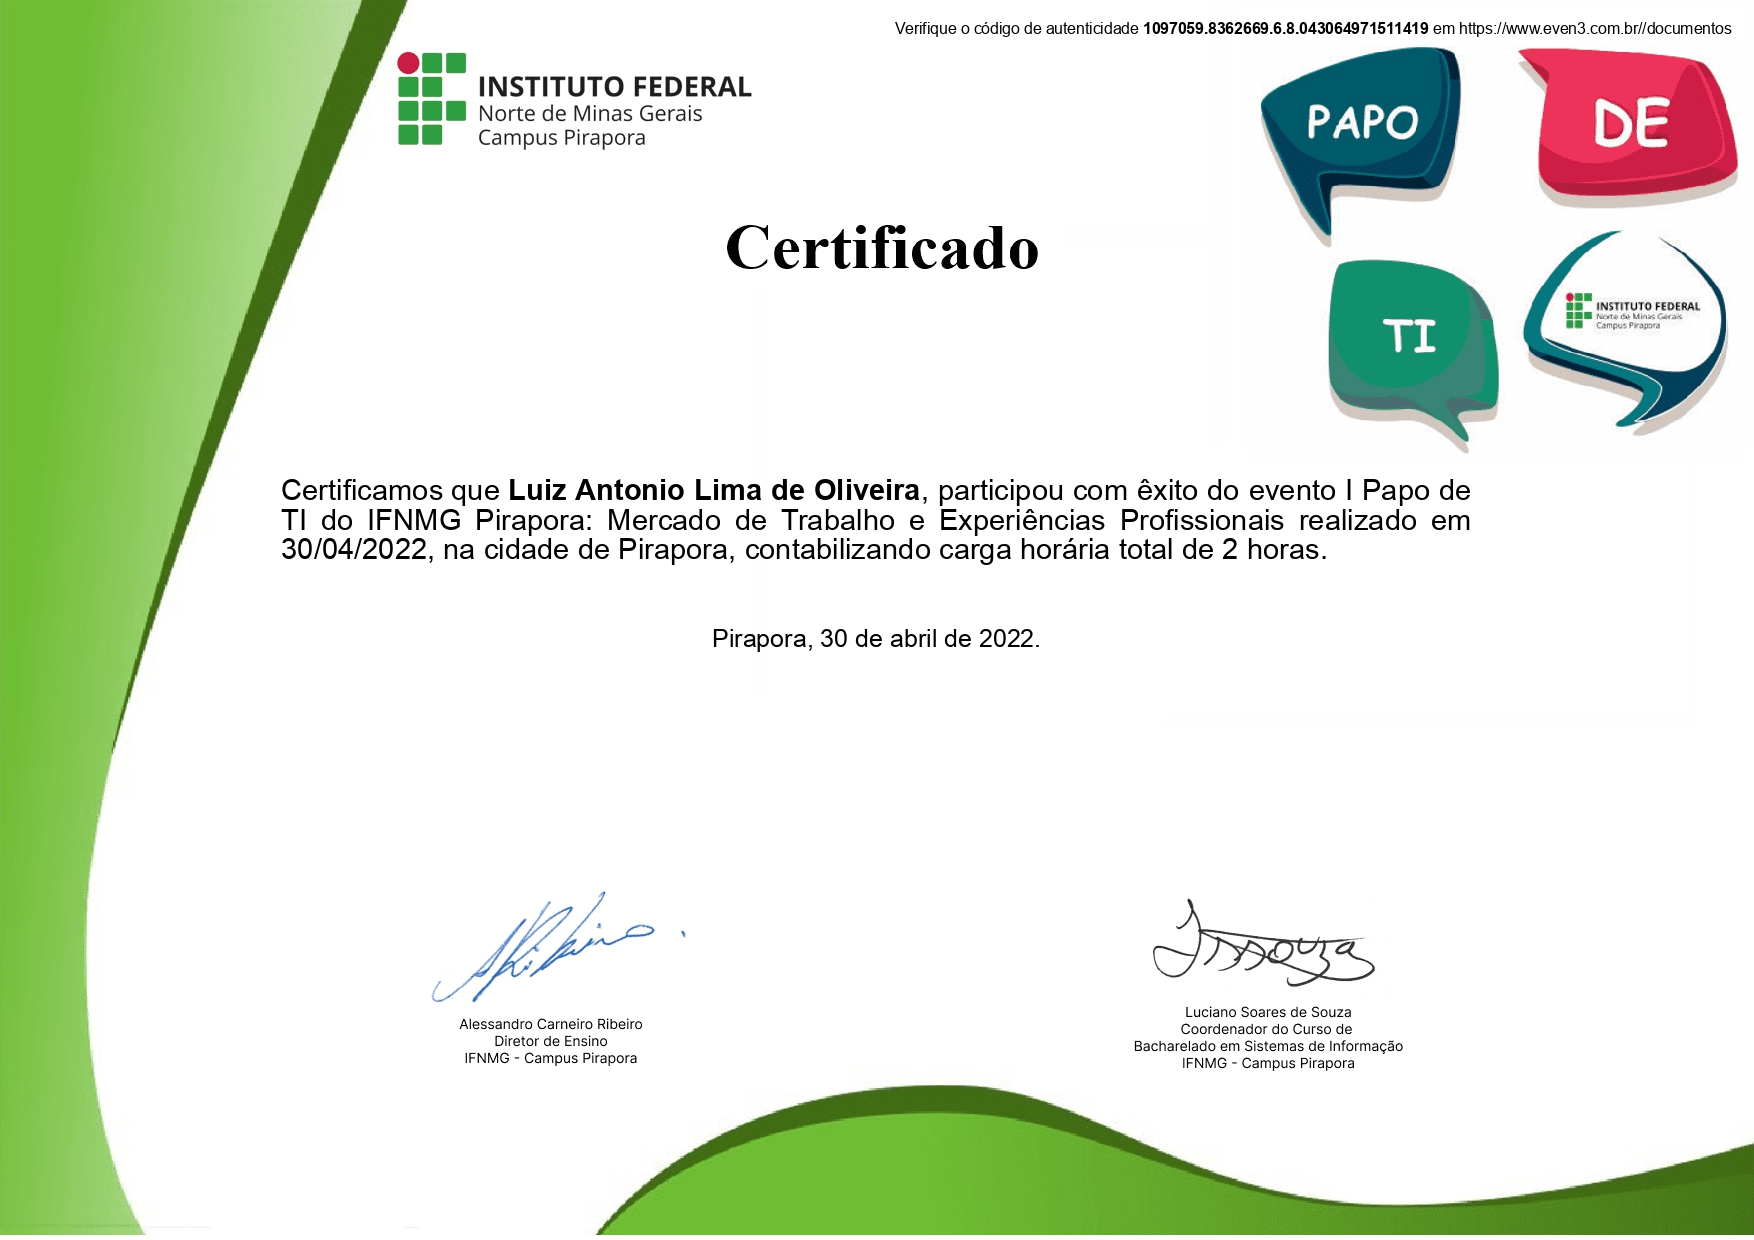 Verifique o código de autenticidade 1097059.8362669.6.8.043064971511419 em https://www.even3.com.br//documentos
INSTITUTO FEDERAL
Norte de Minas Gerais
Campus Pirapora
PAPO
DE
TI
INSTITUTO FEDERAL
Norte de Minas Gerais
Campus Pirapora
Certificado
Certificamos que Luiz Antonio Lima de Oliveira, participou com êxito do evento I Papo de
TI do IFNMG Pirapora: Mercado de Trabalho e Experiências Profissionais realizado em
30/04/2022, na cidade de Pirapora, contabilizando carga horária total de 2 horas.
Pirapora, 30 de abril de 2022.
Alessandro Carneiro Ribeiro
Diretor de Ensino
IFNMG - Campus Pirapora
Luciano Soares de Souza
Coordenador do Curso de
Bacharelado em Sistemas de Informação
IFNMG - Campus Pirapora